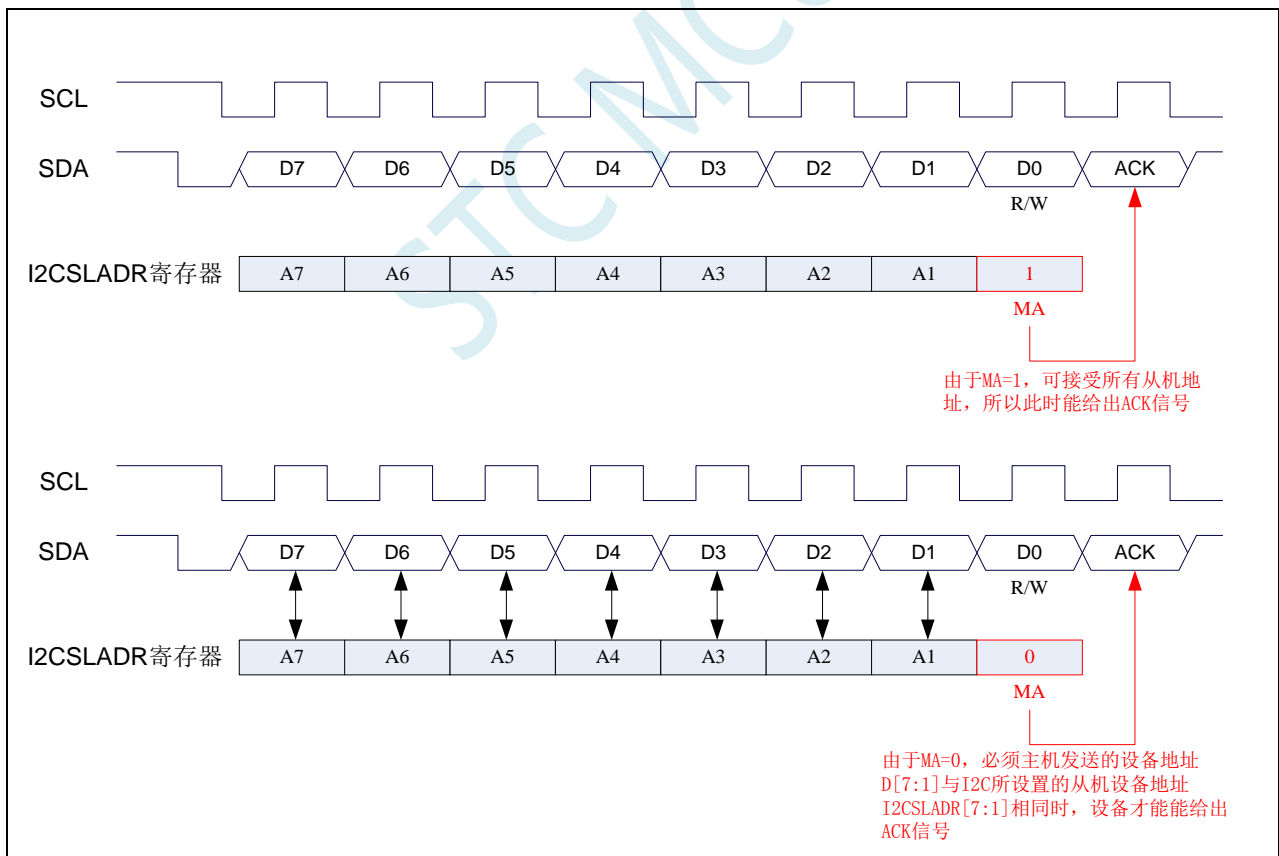 STC MC
SCL
SDA D7 D6 D5 D4 D3 D2 D1 D0 ACK
R/W
I2CSLADR寄存器 A7 A6 A5 A4 A3 A2 A1 1
MA
由于MA=1，可接受所有从机地
址，所以此时能给出ACK信号
SCL
SDA D7 D6 D5 D4 D3 D2 D1 D0 ACK
R/W
I2CSLADR寄存器 A7 A6 A5 A4 A3 A2 A1 0
MA
由于MA=0，必须主机发送的设备地址
D[7:1]与I2C所设置的从机设备地址
I2CSLADR[7:1]相同时，设备才能能给出
ACK信号